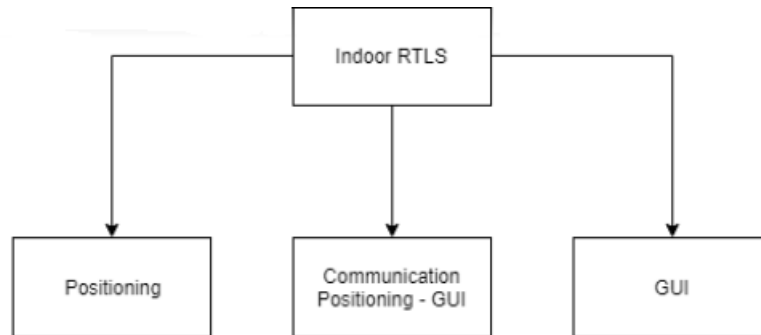 Indoor RTLS
Positioning
Communication
Positioning - GUI
GUI